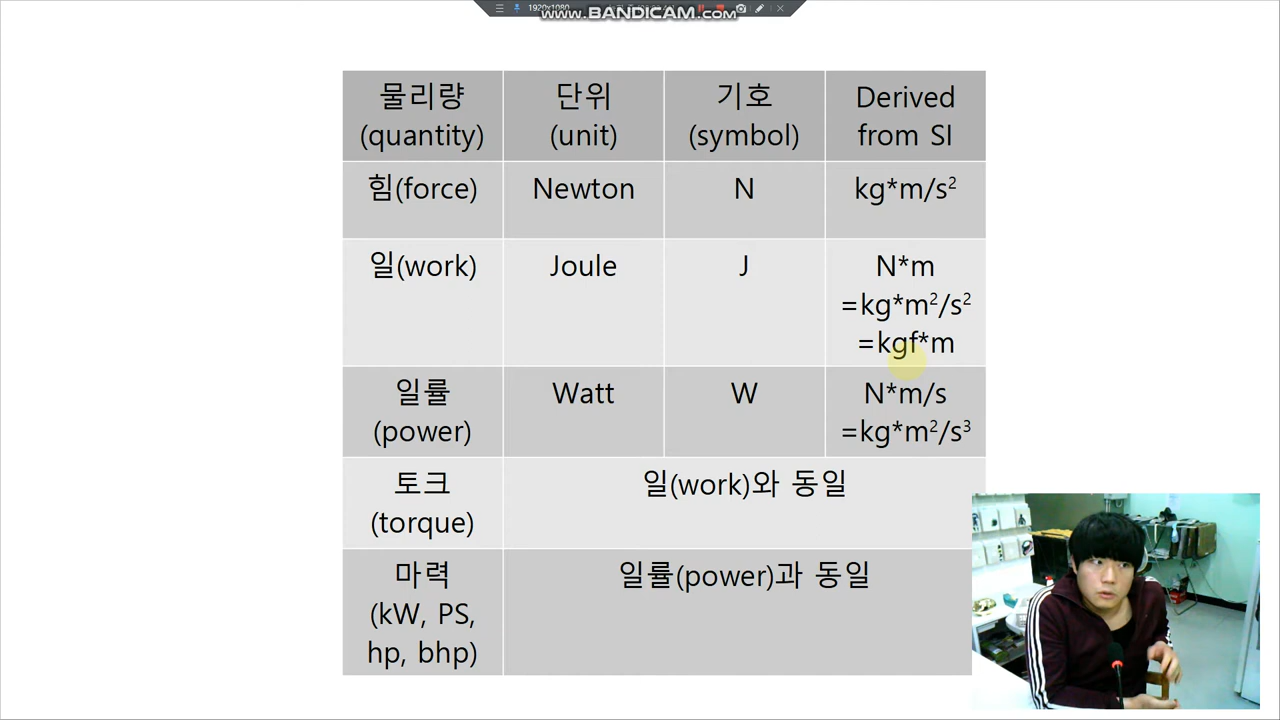 1920x1080
www.BANDICAM.com
물리량 단위 기호 Derived
(quantity) (unit) (symbol) from SI
힘(force) Newton N kg*m/s²
일(work) Joule J N*m
=kg*m²/s²
=kgf*m
일률 Watt W N*m/s
(power) =kg*m²/s³
토크 일(work)와 동일
(torque)
마력 일률(power)과 동일
(kW, PS,
hp, bhp)